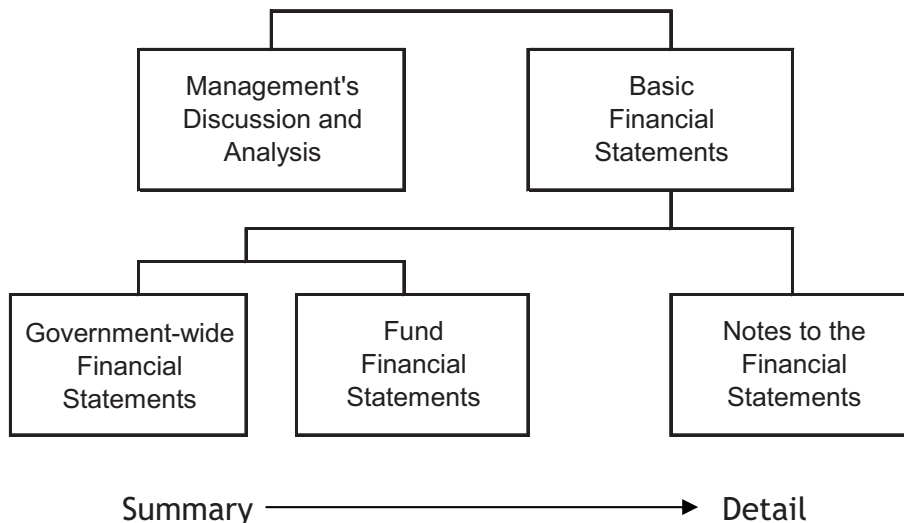 Management's
Discussion and
Analysis
Basic
Financial
Statements
Government-wide
Financial
Statements
Fund
Financial
Statements
Notes to the
Financial
Statements
Summary
Detail